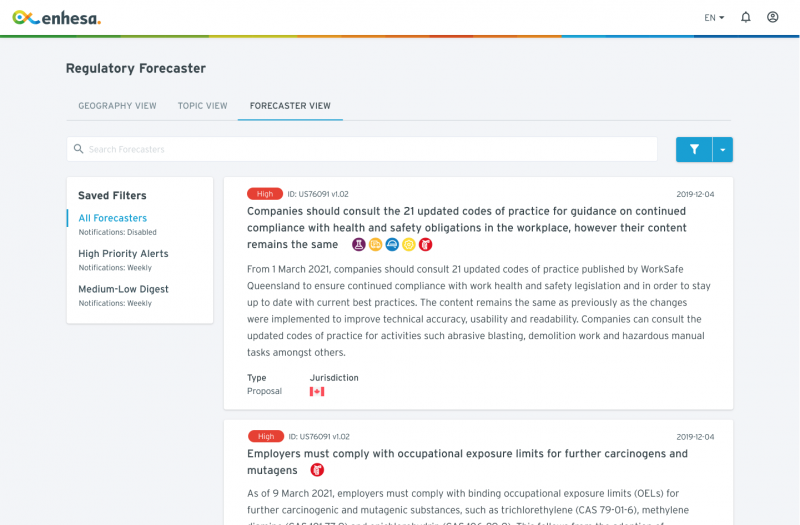 enhesa.
EN
Regulatory Forecaster
GEOGRAPHY VIEW TOPIC VIEW FORECASTER VIEW
Search Forecasters
Saved Filters
All Forecasters
Notifications: Disabled
High Priority Alerts
Notifications: Weekly
Medium-Low Digest
Notifications: Weekly
High ID: US76091 v1.02 2019-12-04
Companies should consult the 21 updated codes of practice for guidance on continued
compliance with health and safety obligations in the workplace, however their content
remains the same
From 1 March 2021, companies should consult 21 updated codes of practice published by WorkSafe
Queensland to ensure continued compliance with work health and safety legislation and in order to stay
up to date with current best practices. The content remains the same as previously as the changes
were implemented to improve technical accuracy, usability and readability. Companies can consult the
updated codes of practice for activities such abrasive blasting, demolition work and hazardous manual
tasks amongst others.
Type Jurisdiction
Proposal
High ID: US76091 v1.02 2019-12-04
Employers must comply with occupational exposure limits for further carcinogens and
mutagens
As of 9 March 2021, employers must comply with binding occupational exposure limits (OELs) for
further carcinogenic and mutagenic substances, such as trichlorethylene (CAS 79-01-6), methylene